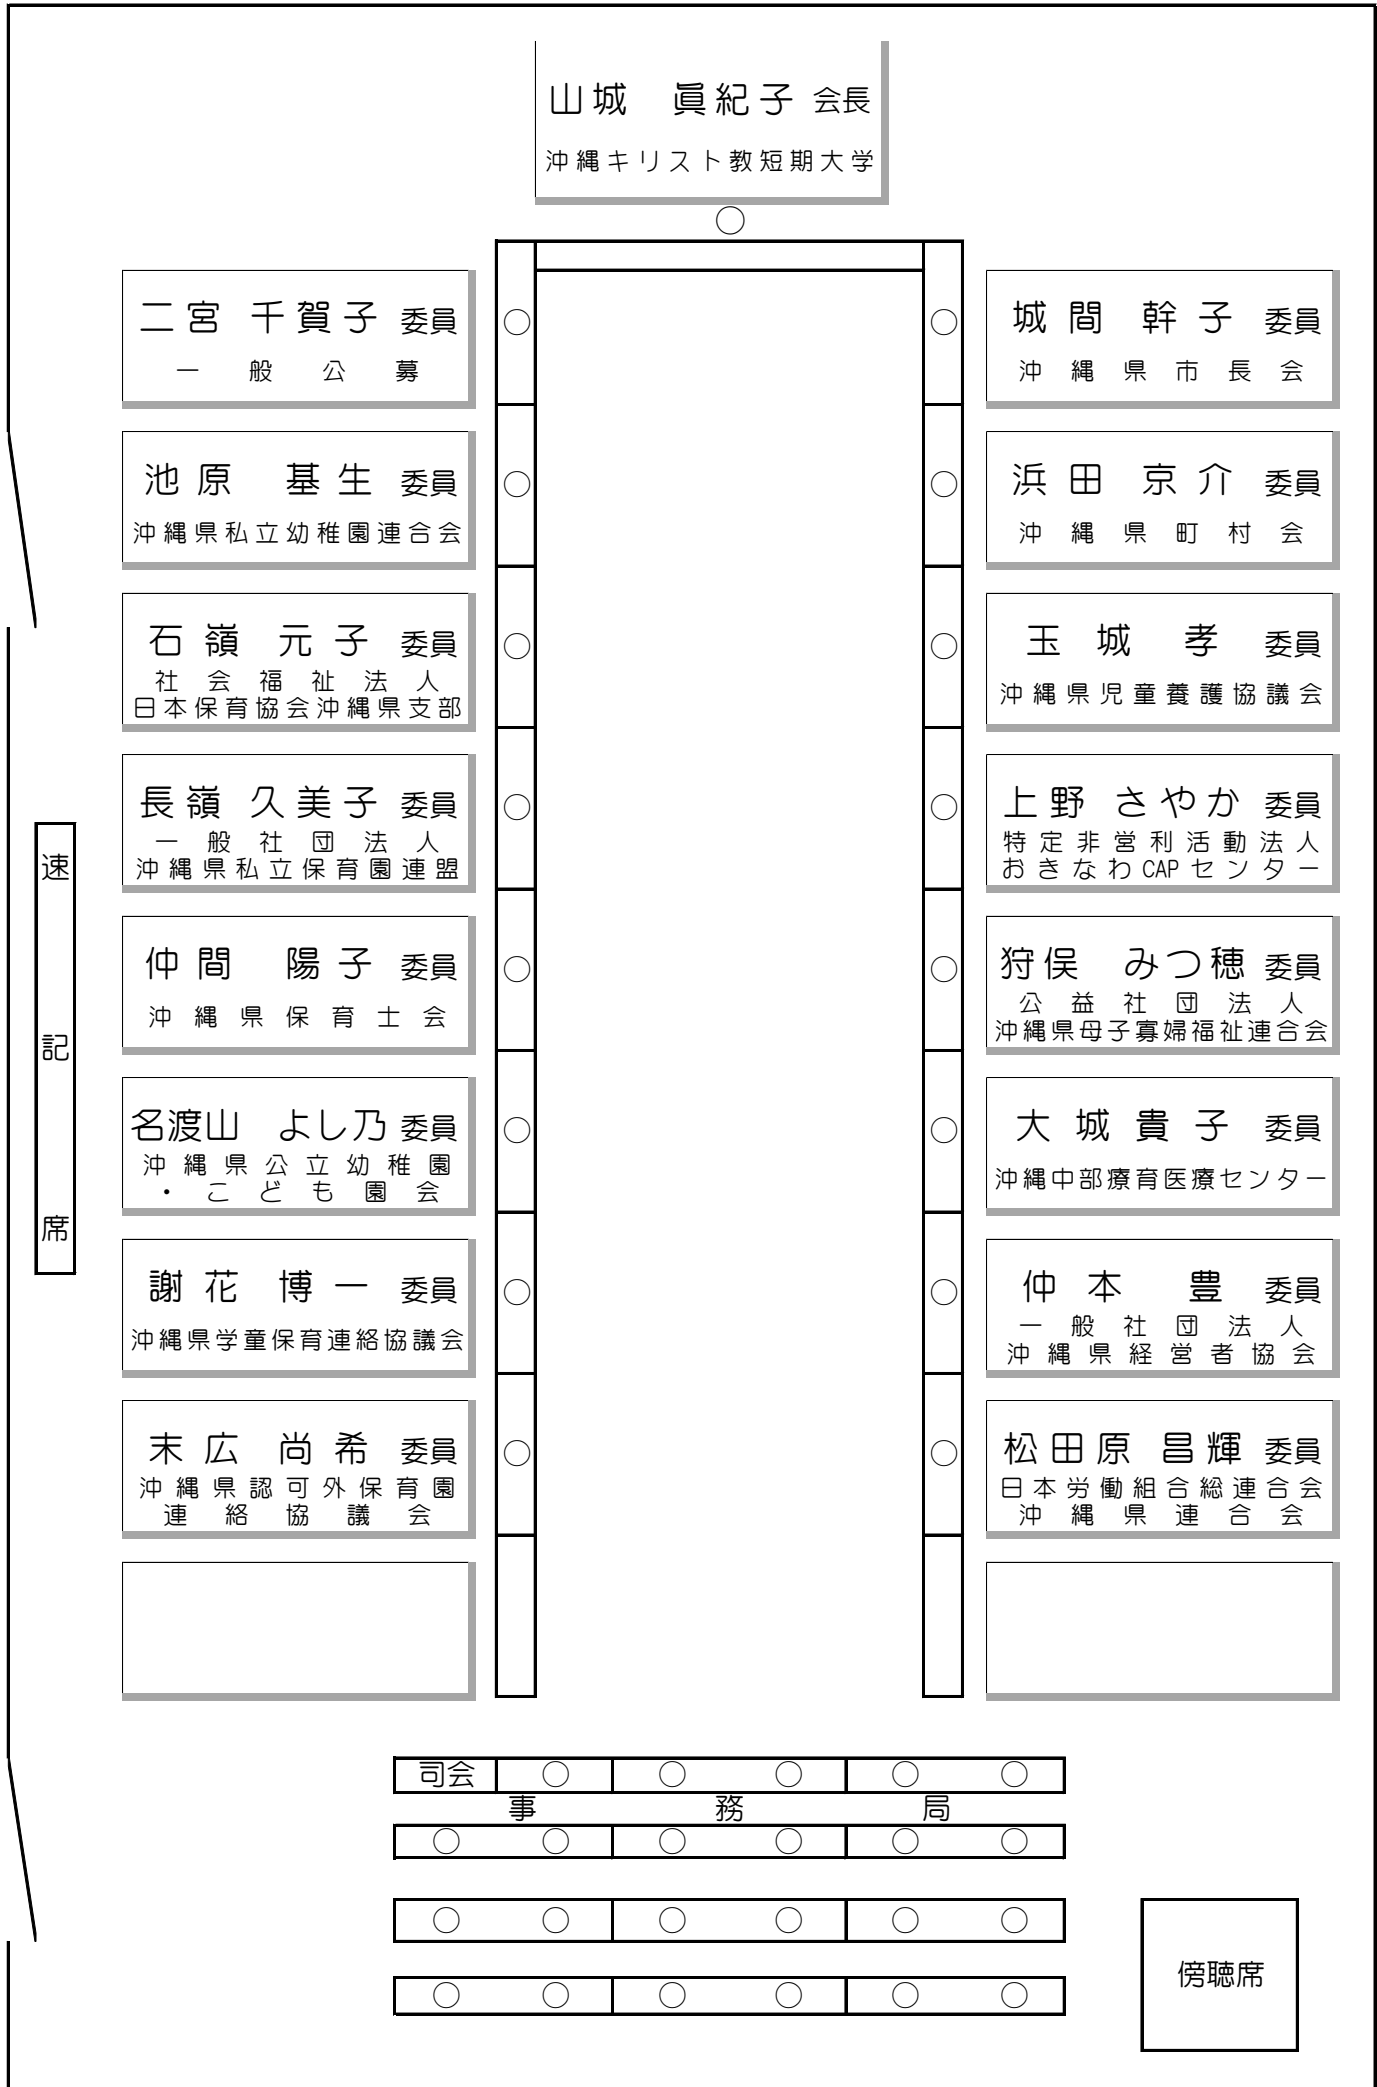 山城 眞紀子 会長
沖縄キリスト教短期大学
二宮 千賀子 委員
一般公募
池原 基生 委員
沖縄県私立幼稚園連合会
石嶺 元子 委員
社会福祉法人
日本保育協会沖縄県支部
長嶺 久美子 委員
一般社団法人
沖縄県私立保育園連盟
仲間 陽子 委員
沖縄県保育士会
名渡山 よし乃 委員
沖縄県公立幼稚園
・こども園会
謝花 博一 委員
沖縄県学童保育連絡協議会
末広 尚希 委員
沖縄県認可外保育園
連絡協議会
城間 幹子 委員
沖縄県市長会
浜田 京介 委員
沖縄県町村会
玉城 孝 委員
沖縄県児童養護協議会
上野 さやか 委員
特定非営利活動法人
おきなわCAPセンター
狩俣 みつ穂 委員
公益社団法人
沖縄県母子寡婦福祉連合会
大城 貴子 委員
沖縄中部療育医療センター
仲本 豊 委員
一般社団法人
沖縄県経営者協会
松田原 昌輝 委員
日本労働組合総連合会
沖縄県連合会
速記席
司会
事務局
傍聴席